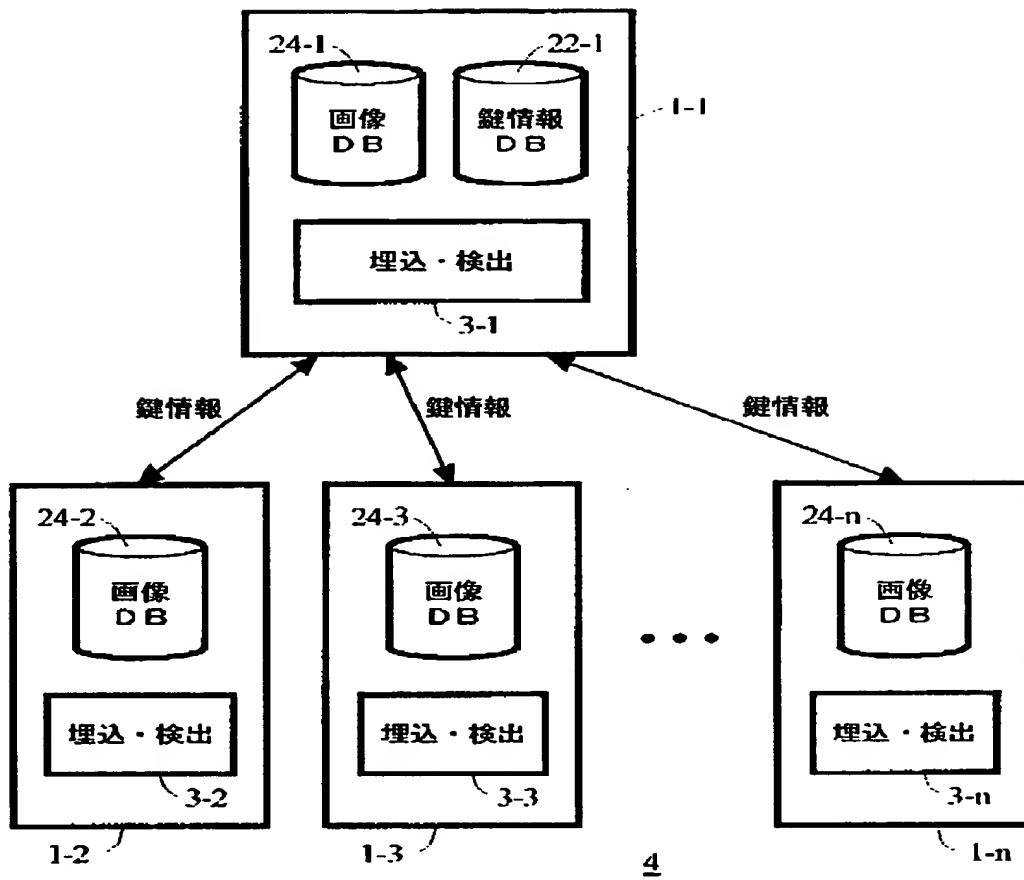 24-1
22-1
画像
DB
鍵情報
DB
1-1
埋込・検出
3-1
鍵情報
鍵情報
鍵情報
24-2
画像
DB
埋込・検出
3-2
1-2
24-3
画像
DB
埋込・検出
3-3
1-3
• • •
24-n
画像
DB
埋込・検出
3-n
1-n
4